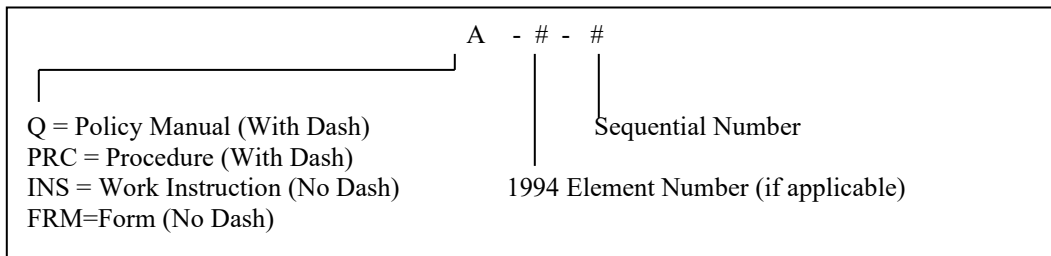 A - # - #
Q = Policy Manual (With Dash) Sequential Number
PRC = Procedure (With Dash)
INS = Work Instruction (No Dash) 1994 Element Number (if applicable)
FRM=Form (No Dash)